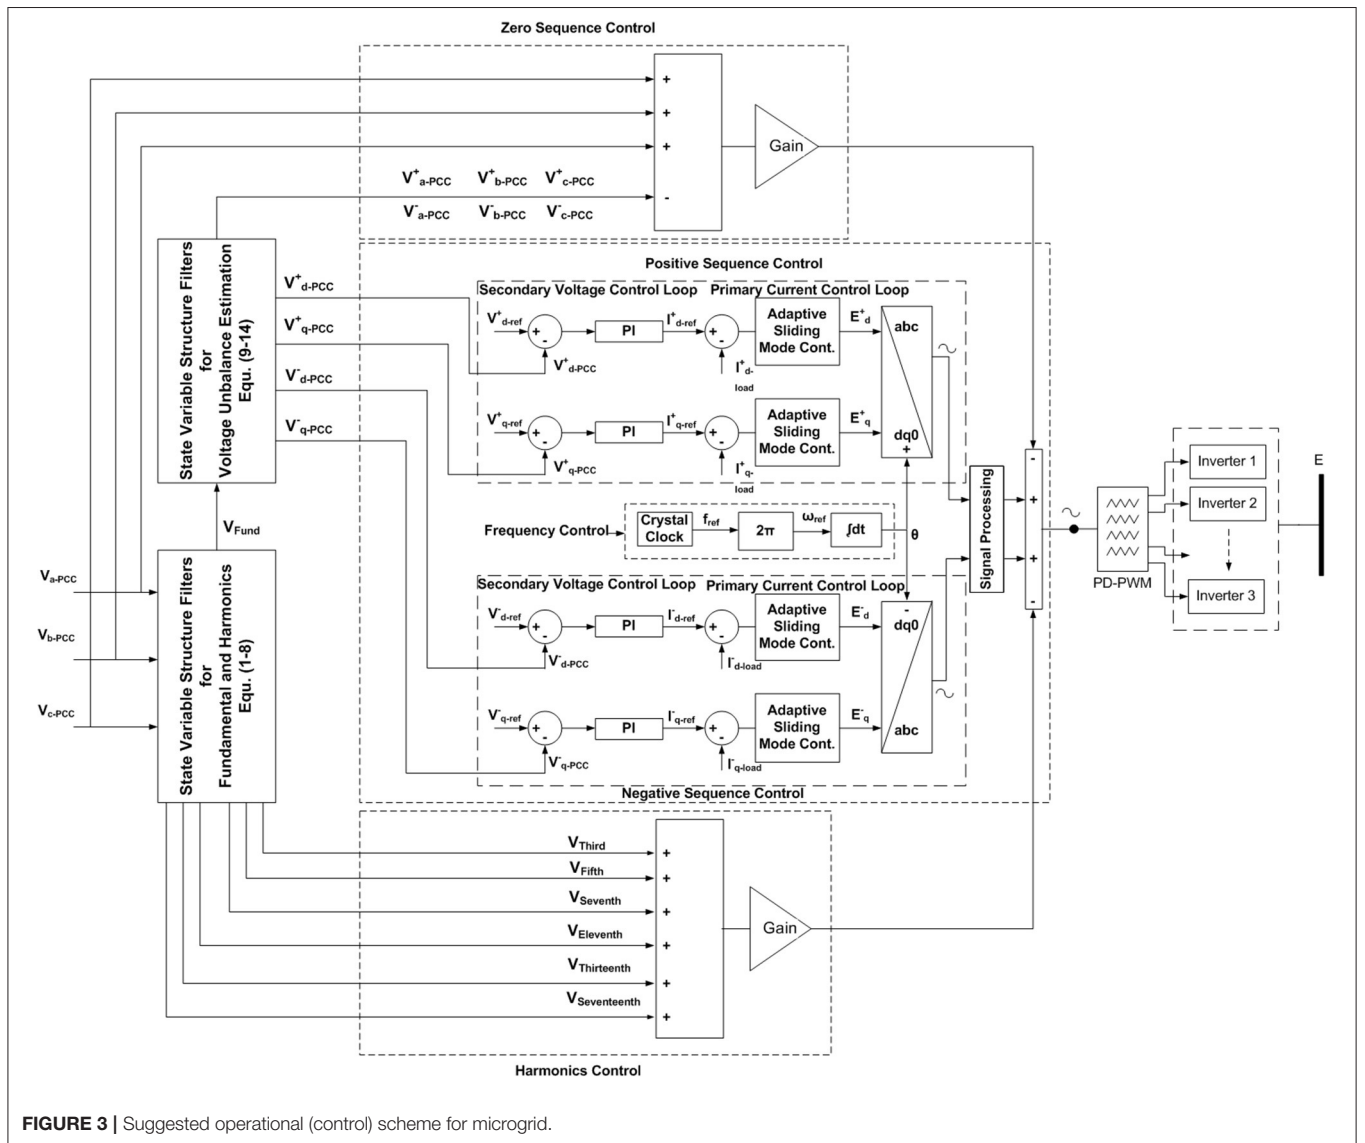 Zero Sequence Control
+
+
+
-
Gain
V⁺a-PCC V⁺b-PCC V⁺c-PCC
V⁻a-PCC V⁻b-PCC V⁻c-PCC
State Variable Structure Filters
for
Voltage Unbalance Estimation
Equ. (9-14)
V⁺d-PCC
V⁺q-PCC
V⁻d-PCC
V⁻q-PCC
VFund
State Variable Structure Filters
for
Fundamental and Harmonics
Equ. (1-8)
Va-PCC
Vb-PCC
Vc-PCC
Positive Sequence Control
Secondary Voltage Control Loop Primary Current Control Loop
V⁺d-ref
+
-
V⁺d-PCC
PI
I⁺d-ref
+
-
I⁺d-
load
Adaptive
Sliding
Mode Cont.
E⁺d
V⁺q-ref
+
-
V⁺q-PCC
PI
I⁺q-ref
+
-
I⁺q-
load
Adaptive
Sliding
Mode Cont.
E⁺q
abc
dq0
+
Frequency Control
Crystal
Clock
fref
2π
ωref
∫dt
θ
Secondary Voltage Control Loop Primary Current Control Loop
V⁻d-ref
+
-
V⁻d-PCC
PI
I⁻d-ref
+
-
I⁻d-load
Adaptive
Sliding
Mode Cont.
E⁻d
V⁻q-ref
+
-
V⁻q-PCC
PI
I⁻q-ref
+
-
I⁻q-load
Adaptive
Sliding
Mode Cont.
E⁻q
-
dq0
abc
Negative Sequence Control
Signal Processing
-
+
+
-
PD-PWM
Inverter 1
Inverter 2
Inverter 3
E
VThird
VFifth
VSeventh
VEleventh
VThirteenth
VSeventeenth
+
+
+
+
+
+
Gain
Harmonics Control
FIGURE 3 | Suggested operational (control) scheme for microgrid.